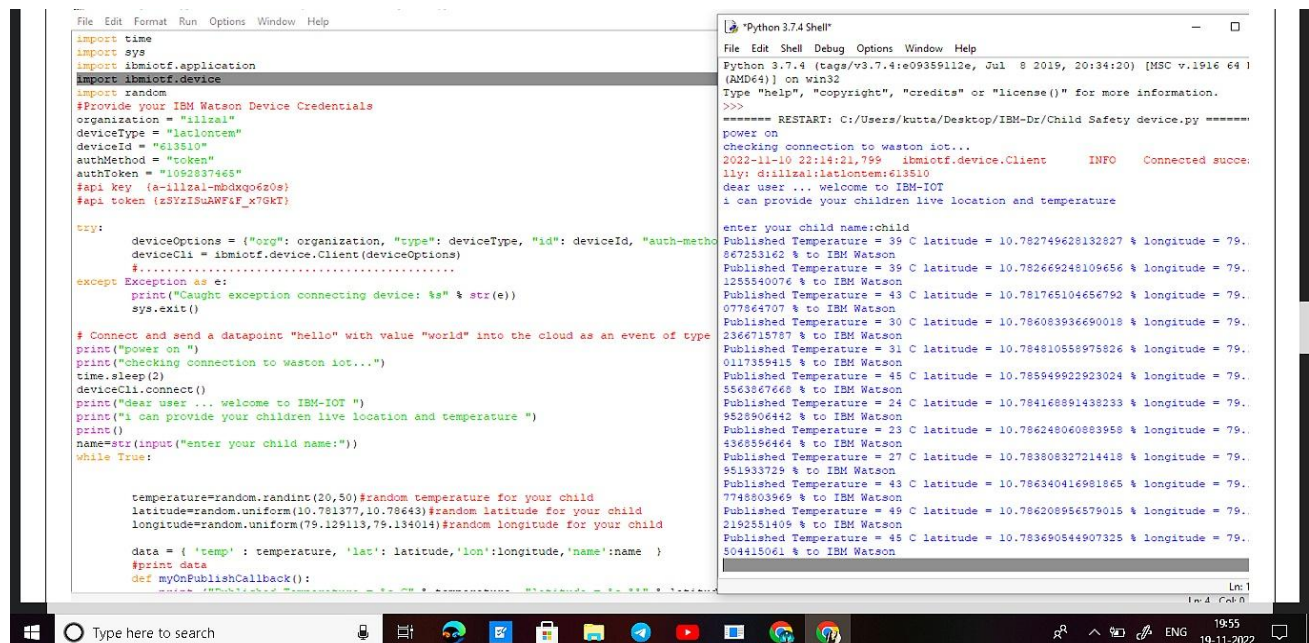 File Edit Format Run Options Window Help
import time
import sys
import ibmiotf.application
import ibmiotf.device
import random
#Provide your IBM Watson Device Credentials
organization = "illzal"
deviceType = "latlontem"
deviceId = "613510"
authMethod = "token"
authToken = "1092837465"
#api key {a-illzal-mbdxqo6z0s}
#api token {zSYzISuAWF&F_x7GkT}
try:
deviceOptions = {"org": organization, "type": deviceType, "id": deviceId, "auth-metho
deviceCli = ibmiotf.device.Client(deviceOptions)
#..............................................
except Exception as e:
print("Caught exception connecting device: %s" % str(e))
sys.exit()
# Connect and send a datapoint "hello" with value "world" into the cloud as an event of type
print("power on ")
print("checking connection to waston iot...")
time.sleep(2)
deviceCli.connect()
print("dear user ... welcome to IBM-IOT ")
print("i can provide your children live location and temperature ")
print()
name=str(input("enter your child name:"))
while True:
temperature=random.randint(20,50)#random temperature for your child
latitude=random.uniform(10.781377,10.78643)#random latitude for your child
longitude=random.uniform(79.129113,79.134014)#random longitude for your child
data = { 'temp' : temperature, 'lat': latitude,'lon':longitude,'name':name }
#print data
def myOnPublishCallback():
*Python 3.7.4 Shell*
File Edit Shell Debug Options Window Help
Python 3.7.4 (tags/v3.7.4:e09359112e, Jul 8 2019, 20:34:20) [MSC v.1916 64
(AMD64)] on win32
Type "help", "copyright", "credits" or "license()" for more information.
>>>
======= RESTART: C:/Users/kutta/Desktop/IBM-Dr/Child Safety device.py ======
power on
checking connection to waston iot...
2022-11-10 22:14:21,799 ibmiotf.device.Client INFO Connected succe
lly: d:illzal:latlontem:613510
dear user ... welcome to IBM-IOT
i can provide your children live location and temperature
enter your child name:child
Published Temperature = 39 C latitude = 10.782749628132827 % longitude = 79.
867253162 % to IBM Watson
Published Temperature = 39 C latitude = 10.782669248109656 % longitude = 79.
1255540076 % to IBM Watson
Published Temperature = 43 C latitude = 10.781765104656792 % longitude = 79.
077864707 % to IBM Watson
Published Temperature = 30 C latitude = 10.786083936690018 % longitude = 79.
2366715787 % to IBM Watson
Published Temperature = 31 C latitude = 10.784810558975826 % longitude = 79.
0117359415 % to IBM Watson
Published Temperature = 45 C latitude = 10.785949922923024 % longitude = 79.
5563867668 % to IBM Watson
Published Temperature = 24 C latitude = 10.784168891438233 % longitude = 79.
9528906442 % to IBM Watson
Published Temperature = 23 C latitude = 10.786248060883958 % longitude = 79.
4368596464 % to IBM Watson
Published Temperature = 27 C latitude = 10.783808327214418 % longitude = 79.
951933729 % to IBM Watson
Published Temperature = 43 C latitude = 10.786340416981865 % longitude = 79.
7748803969 % to IBM Watson
Published Temperature = 49 C latitude = 10.786208956579015 % longitude = 79.
2192551409 % to IBM Watson
Published Temperature = 45 C latitude = 10.783690544907325 % longitude = 79.
504415061 % to IBM Watson
Ln: 1
Ln: 4 Col: 0
Type here to search
ENG
19:55
19-11-2022